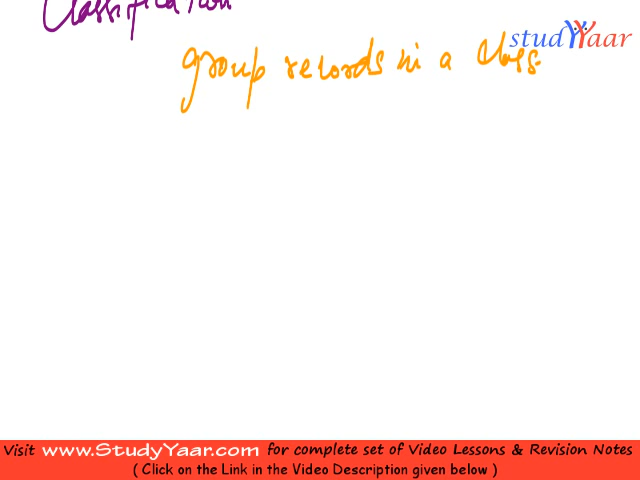 Classification
studYYaar
group records in a class.
Visit www.StudyYaar.com for complete set of Video Lessons & Revision Notes
( Click on the Link in the Video Description given below )